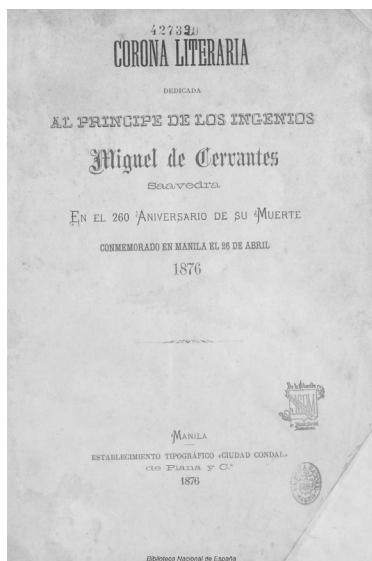 42732
CORONA LITERARIA
DEDICADA
AL PRINCIPE DE LOS INGENIOS
Miguel de Cervantes
Saavedra
EN EL 260 ANIVERSARIO DE SU MUERTE
CONMEMORADO EN MANILA EL 26 DE ABRIL
1876
MANILA
ESTABLECIMIENTO TIPOGRÁFICO «CIUDAD CONDAL»
de Plana y C.ª
1876
Biblioteca Nacional de España